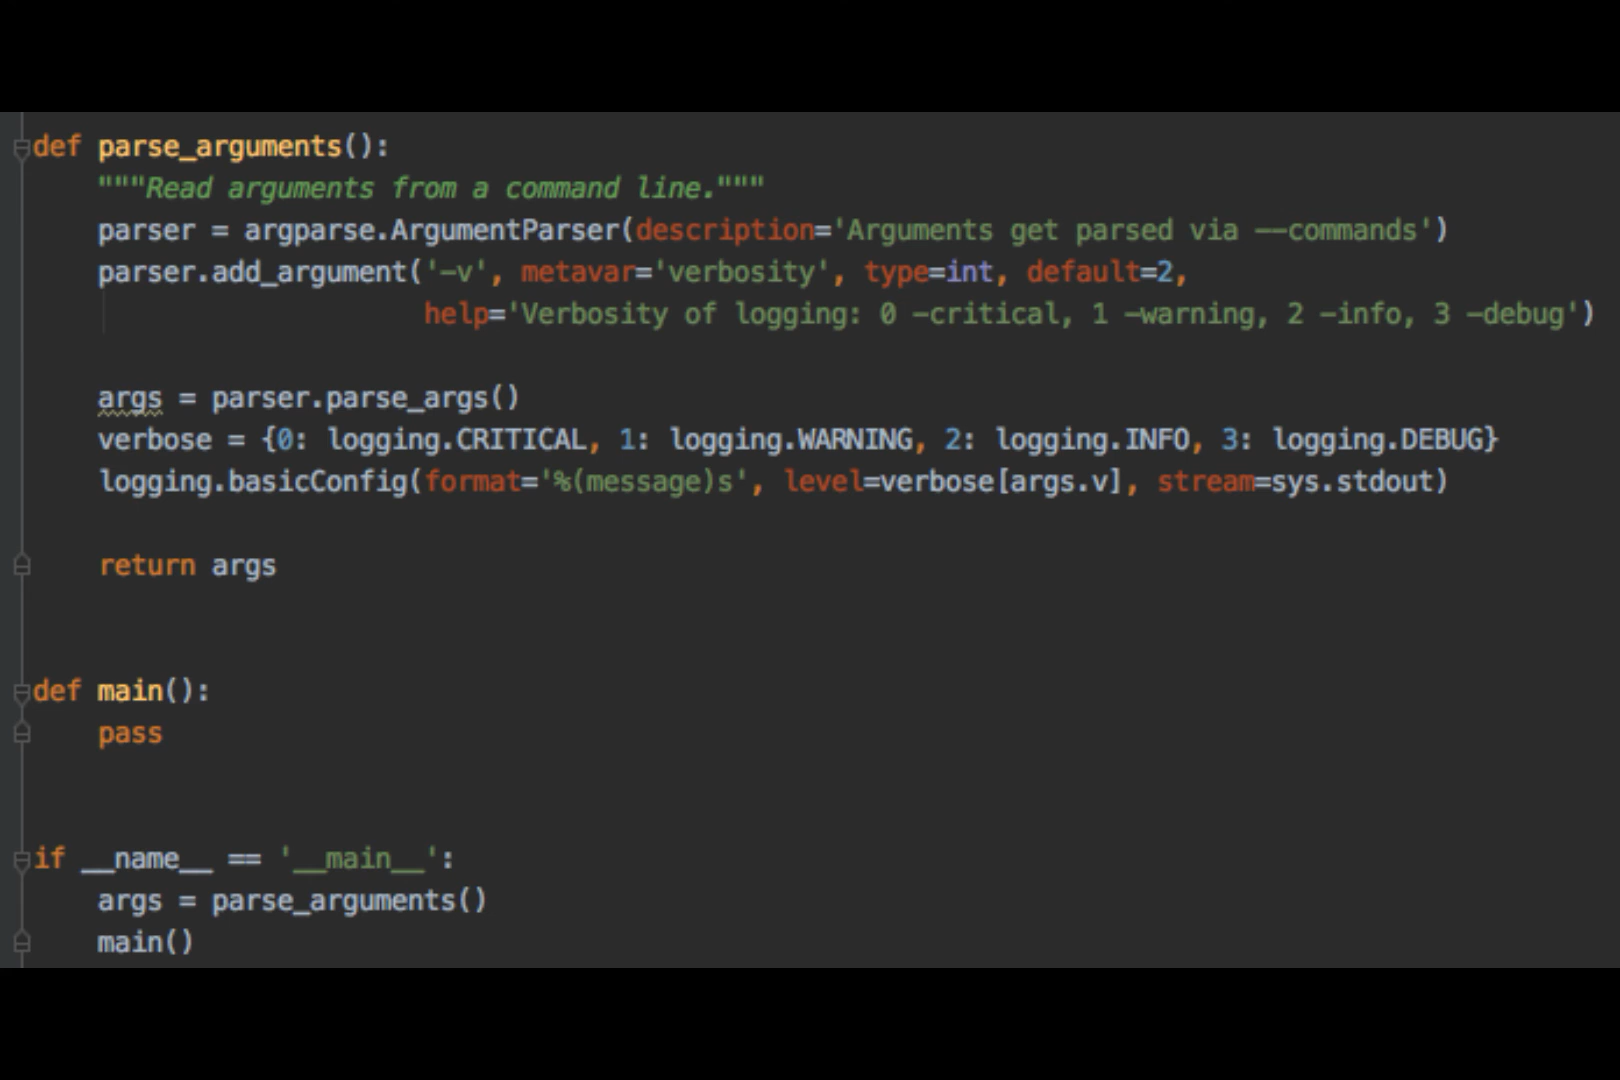 def parse_arguments():
    """Read arguments from a command line."""
    parser = argparse.ArgumentParser(description='Arguments get parsed via --commands')
    parser.add_argument('-v', metavar='verbosity', type=int, default=2,
                        help='Verbosity of logging: 0 -critical, 1 -warning, 2 -info, 3 -debug')
    args = parser.parse_args()
    verbose = {0: logging.CRITICAL, 1: logging.WARNING, 2: logging.INFO, 3: logging.DEBUG}
    logging.basicConfig(format='%(message)s', level=verbose[args.v], stream=sys.stdout)
    return args
def main():
    pass
if __name__ == '__main__':
    args = parse_arguments()
    main()